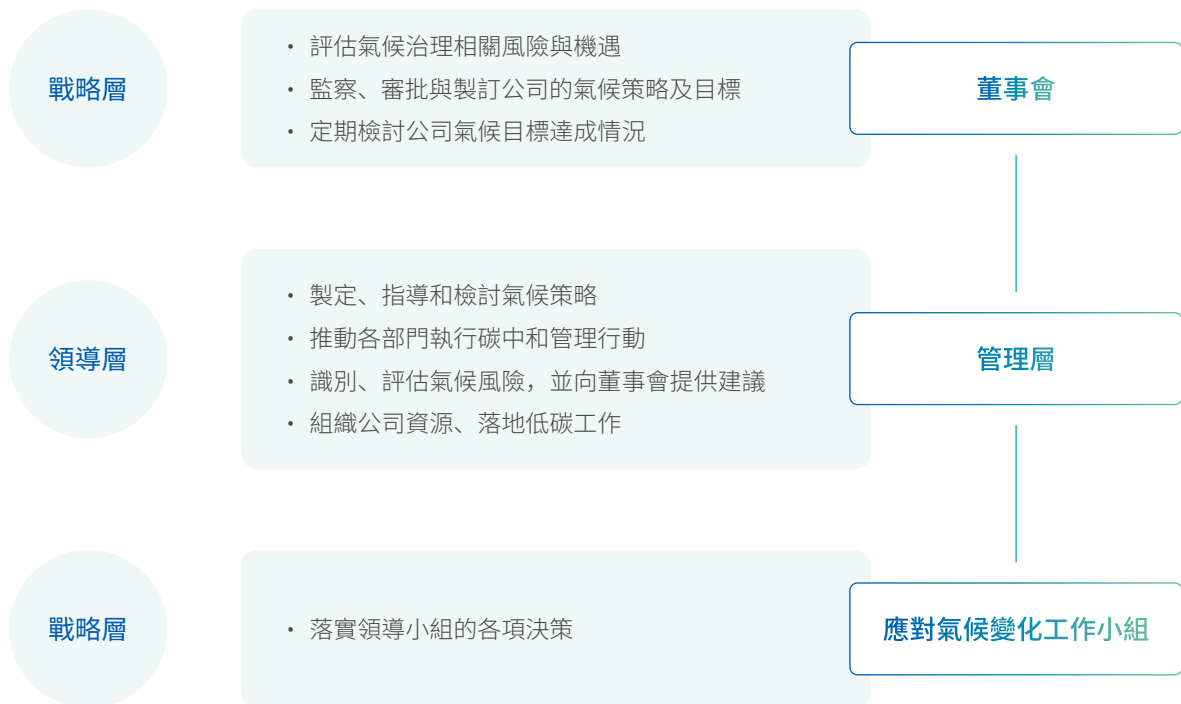 戰略層
• 評估氣候治理相關風險與機遇
• 監察、審批與製訂公司的氣候策略及目標
• 定期檢討公司氣候目標達成情況
董事會
領導層
• 製定、指導和檢討氣候策略
• 推動各部門執行碳中和管理行動
• 識別、評估氣候風險，並向董事會提供建議
• 組織公司資源、落地低碳工作
管理層
戰略層
• 落實領導小組的各項決策
應對氣候變化工作小組